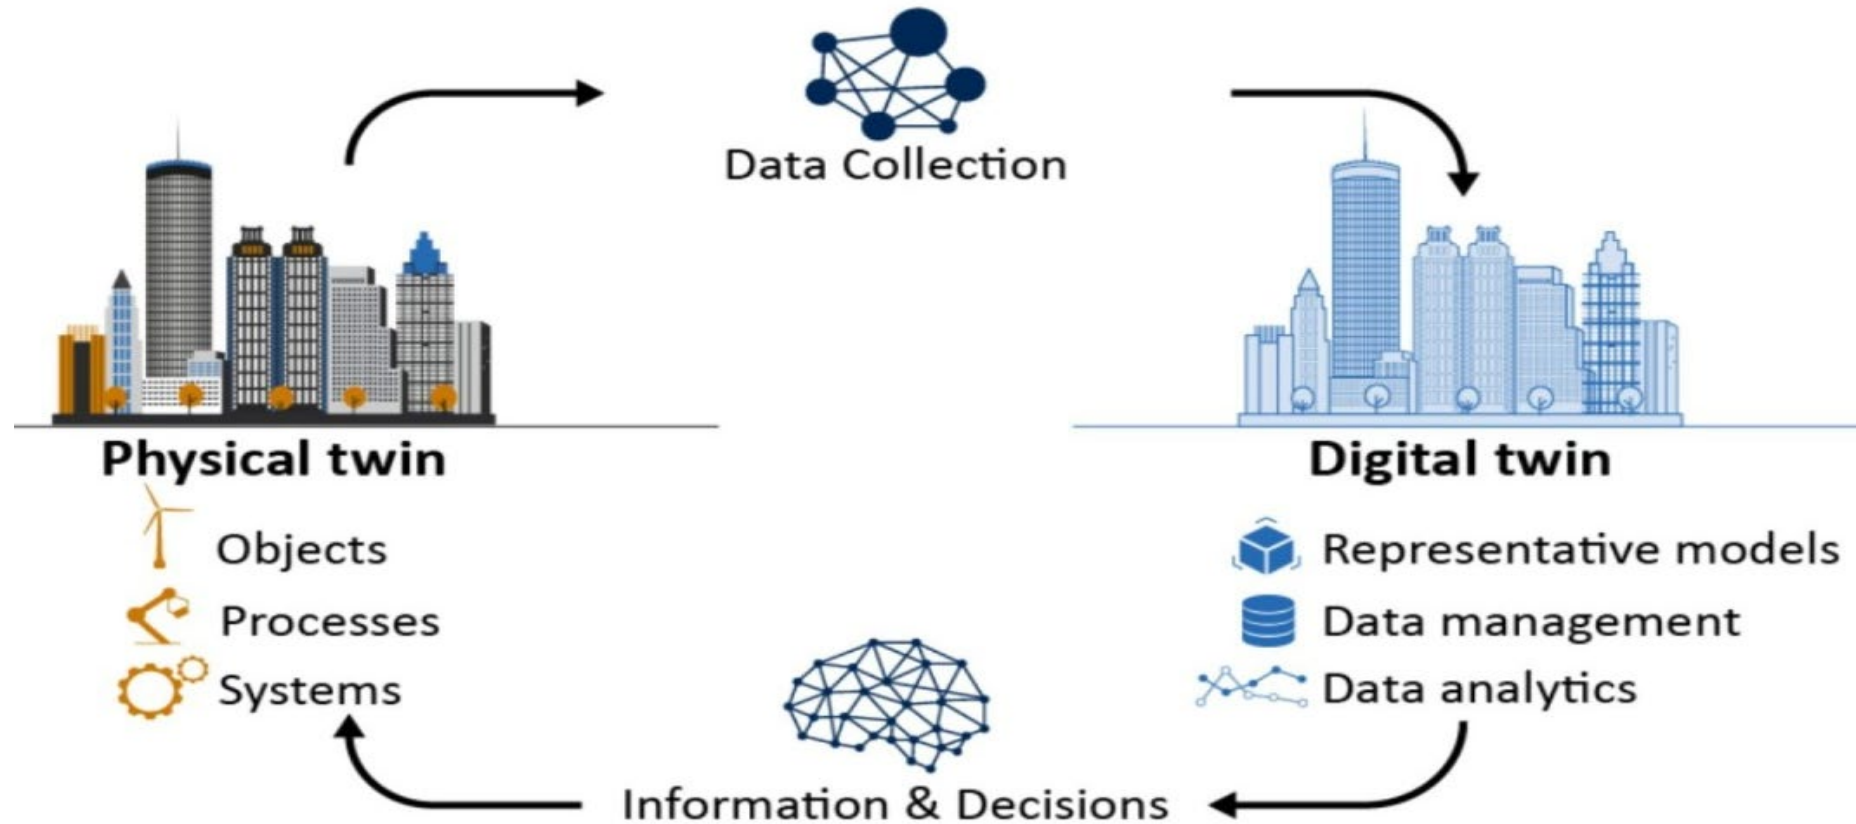 Data Collection
Physical twin
Objects
Processes
Systems
Digital twin
Representative models
Data management
Data analytics
Information & Decisions